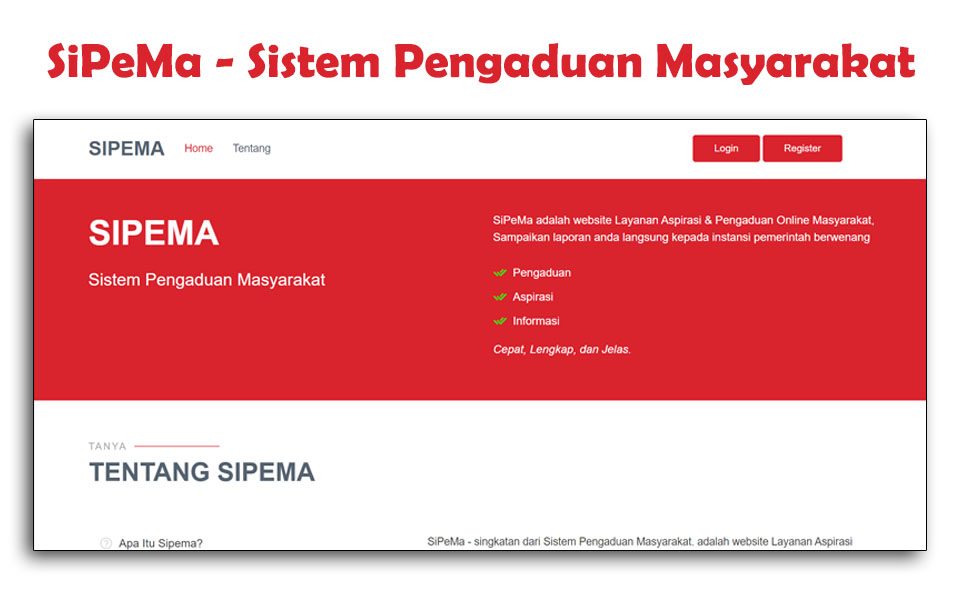 SiPeMa - Sistem Pengaduan Masyarakat
SIPEMA Home Tentang Login Register
SIPEMA
Sistem Pengaduan Masyarakat
SiPeMa adalah website Layanan Aspirasi & Pengaduan Online Masyarakat,
Sampaikan laporan anda langsung kepada instansi pemerintah berwenang
Pengaduan
Aspirasi
Informasi
Cepat, Lengkap, dan Jelas.
TANYA
TENTANG SIPEMA
Apa Itu Sipema?
SiPeMa - singkatan dari Sistem Pengaduan Masyarakat. adalah website Layanan Aspirasi